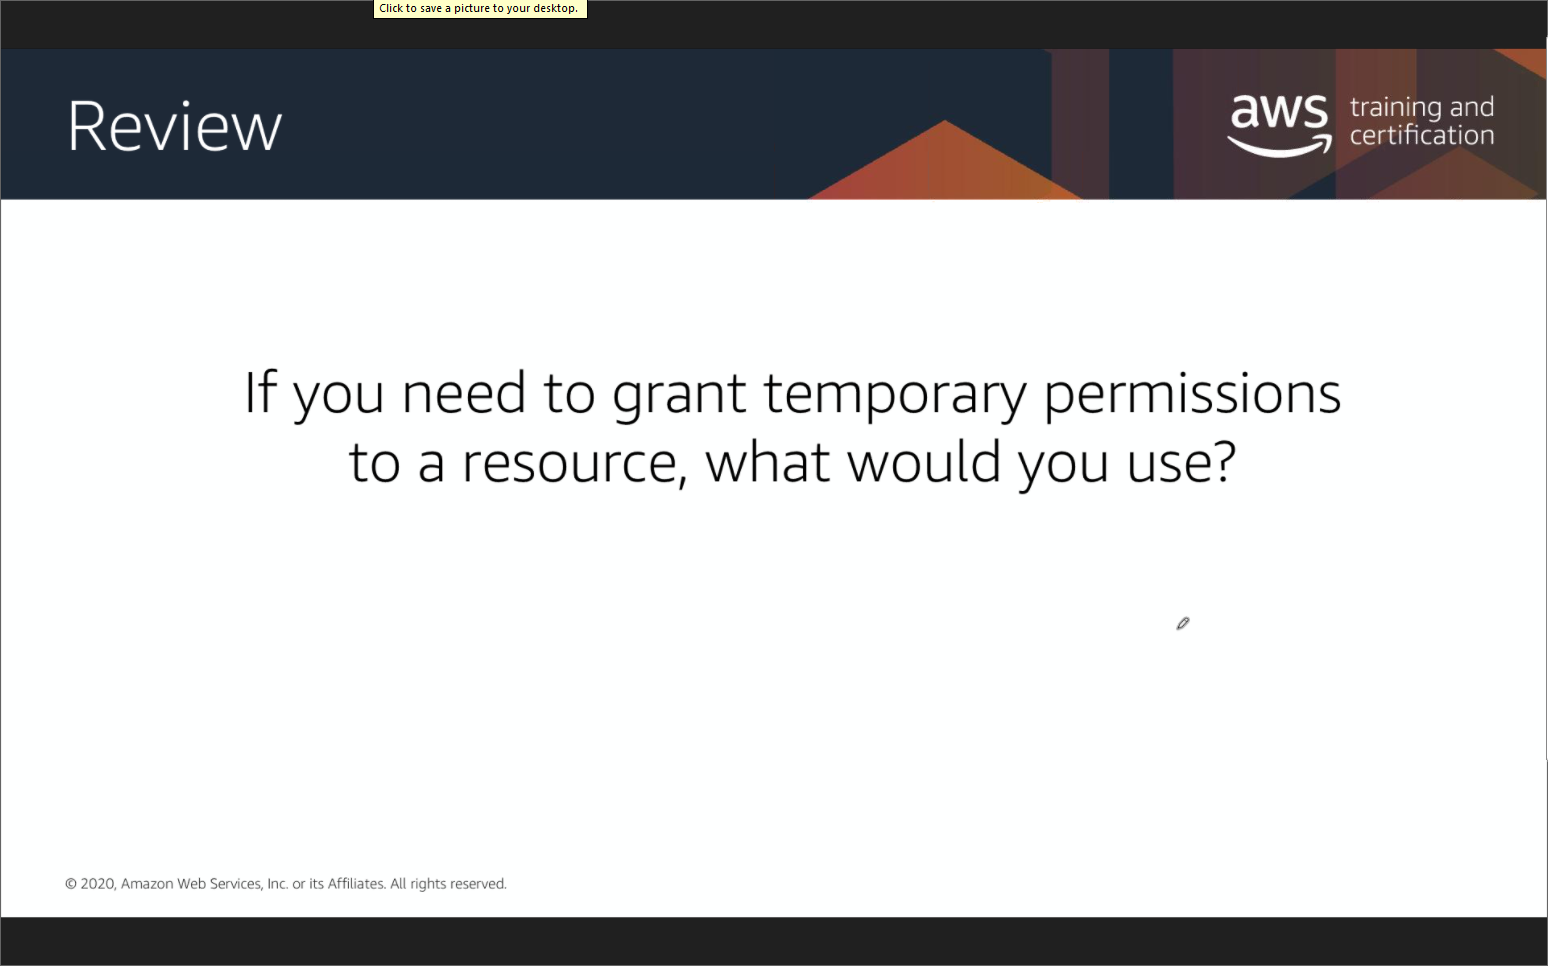 Click to save a picture to your desktop.
Review
aws
training and
certification
If you need to grant temporary permissions
to a resource, what would you use?
© 2020, Amazon Web Services, Inc. or its Affiliates. All rights reserved.